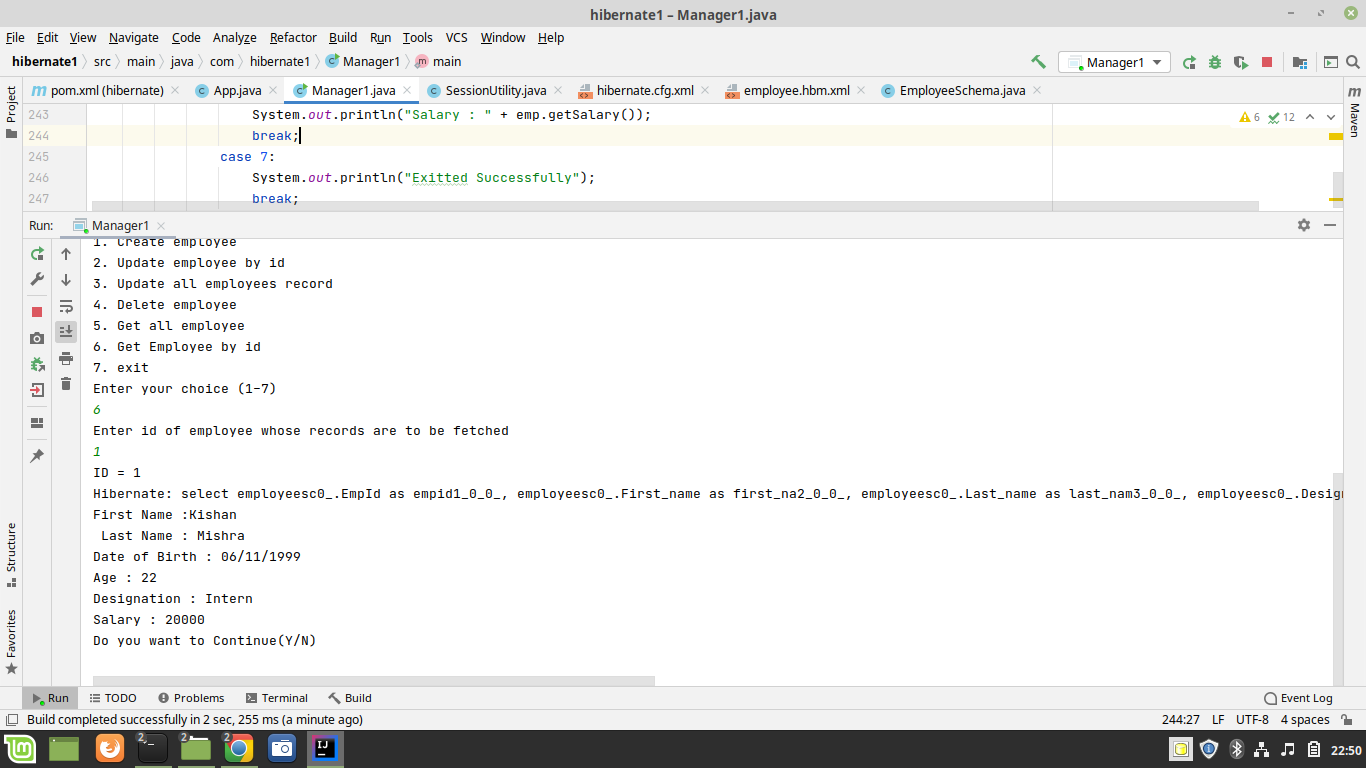 hibernate1 – Manager1.java
File Edit View Navigate Code Analyze Refactor Build Run Tools VCS Window Help
hibernate1 src main java com hibernate1 Manager1 main
Manager1
pom.xml (hibernate) App.java Manager1.java SessionUtility.java hibernate.cfg.xml employee.hbm.xml EmployeeSchema.java
Project
Maven
243 System.out.println("Salary : " + emp.getSalary());
6 12
244 break;
245 case 7:
246 System.out.println("Exitted Successfully");
247 break;
Run: Manager1
1. Create employee
2. Update employee by id
3. Update all employees record
4. Delete employee
5. Get all employee
6. Get Employee by id
7. exit
Enter your choice (1-7)
6
Enter id of employee whose records are to be fetched
1
ID = 1
Hibernate: select employeesc0_.EmpId as empid1_0_0_, employeesc0_.First_name as first_na2_0_0_, employeesc0_.Last_name as last_nam3_0_0_, employeesc0_.Design
First Name :Kishan
Last Name : Mishra
Date of Birth : 06/11/1999
Age : 22
Designation : Intern
Salary : 20000
Do you want to Continue(Y/N)
Structure
Favorites
Run TODO Problems Terminal Build Event Log
Build completed successfully in 2 sec, 255 ms (a minute ago) 244:27 LF UTF-8 4 spaces
2 2 2 IJ 22:50